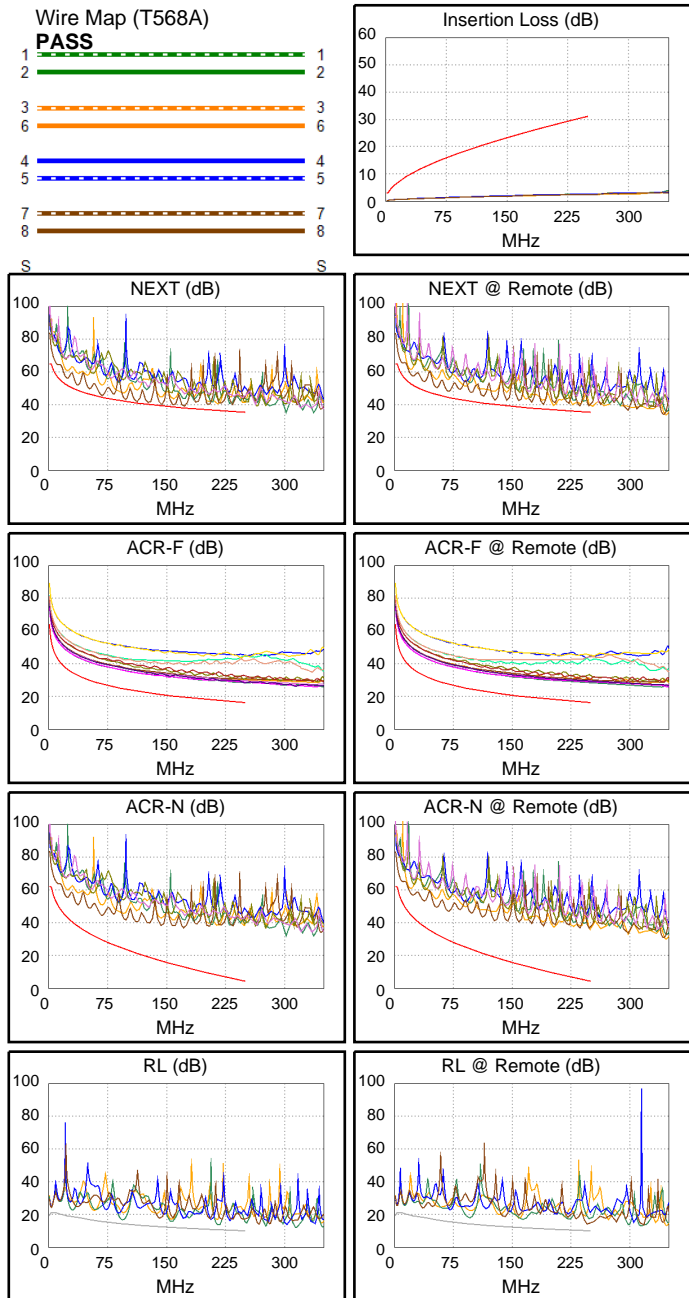 Wire Map (T568A)
PASS
1 1
2 2
3 3
6 6
4 4
5 5
7 7
8 8
S S
Insertion Loss (dB)
60
50
40
30
20
10
0
0 75 150 225 300
MHz
NEXT (dB)
100
80
60
40
20
0
0 75 150 225 300
MHz
NEXT @ Remote (dB)
100
80
60
40
20
0
0 75 150 225 300
MHz
ACR-F (dB)
100
80
60
40
20
0
0 75 150 225 300
MHz
ACR-F @ Remote (dB)
100
80
60
40
20
0
0 75 150 225 300
MHz
ACR-N (dB)
100
80
60
40
20
0
0 75 150 225 300
MHz
ACR-N @ Remote (dB)
100
80
60
40
20
0
0 75 150 225 300
MHz
RL (dB)
100
80
60
40
20
0
0 75 150 225 300
MHz
RL @ Remote (dB)
100
80
60
40
20
0
0 75 150 225 300
MHz